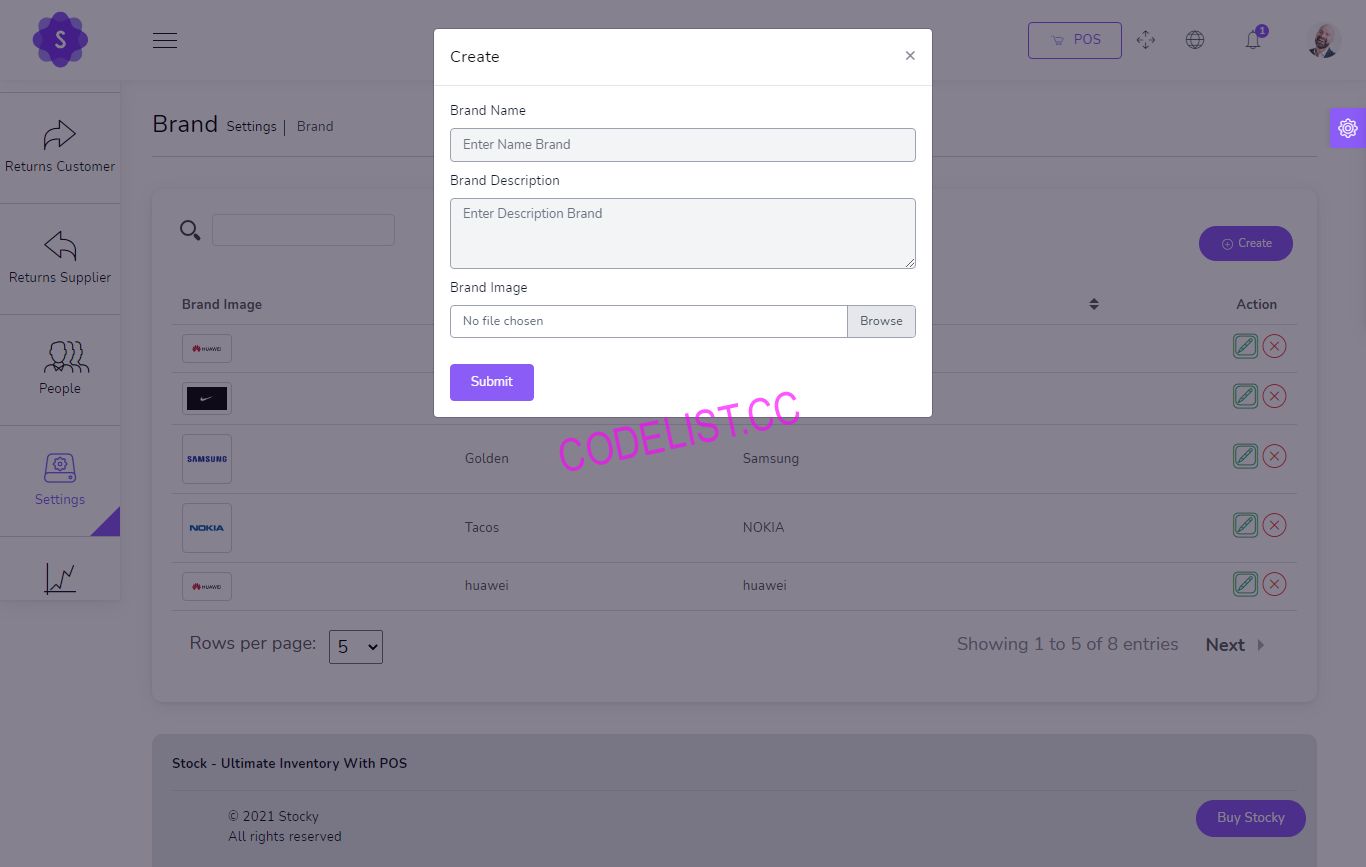 S
POS
1
Create
×
Brand Name
Enter Name Brand
Brand Description
Enter Description Brand
Brand Image
No file chosen
Browse
Submit
Returns Customer
Returns Supplier
People
Settings
Brand Settings | Brand
Create
Brand Image
Action
HUAWEI
SAMSUNG
Golden
Samsung
NOKIA
Tacos
NOKIA
HUAWEI
huawei
huawei
CODELIST.CC
Rows per page: 5
Showing 1 to 5 of 8 entries
Next
Stock - Ultimate Inventory With POS
© 2021 Stocky
All rights reserved
Buy Stocky